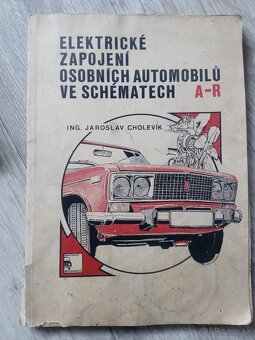 ELEKTRICKÉ
ZAPOJENÍ
OSOBNÍCH AUTOMOBILŮ
VE SCHÉMATECH A-R
ING. JAROSLAV CHOLEVÍK